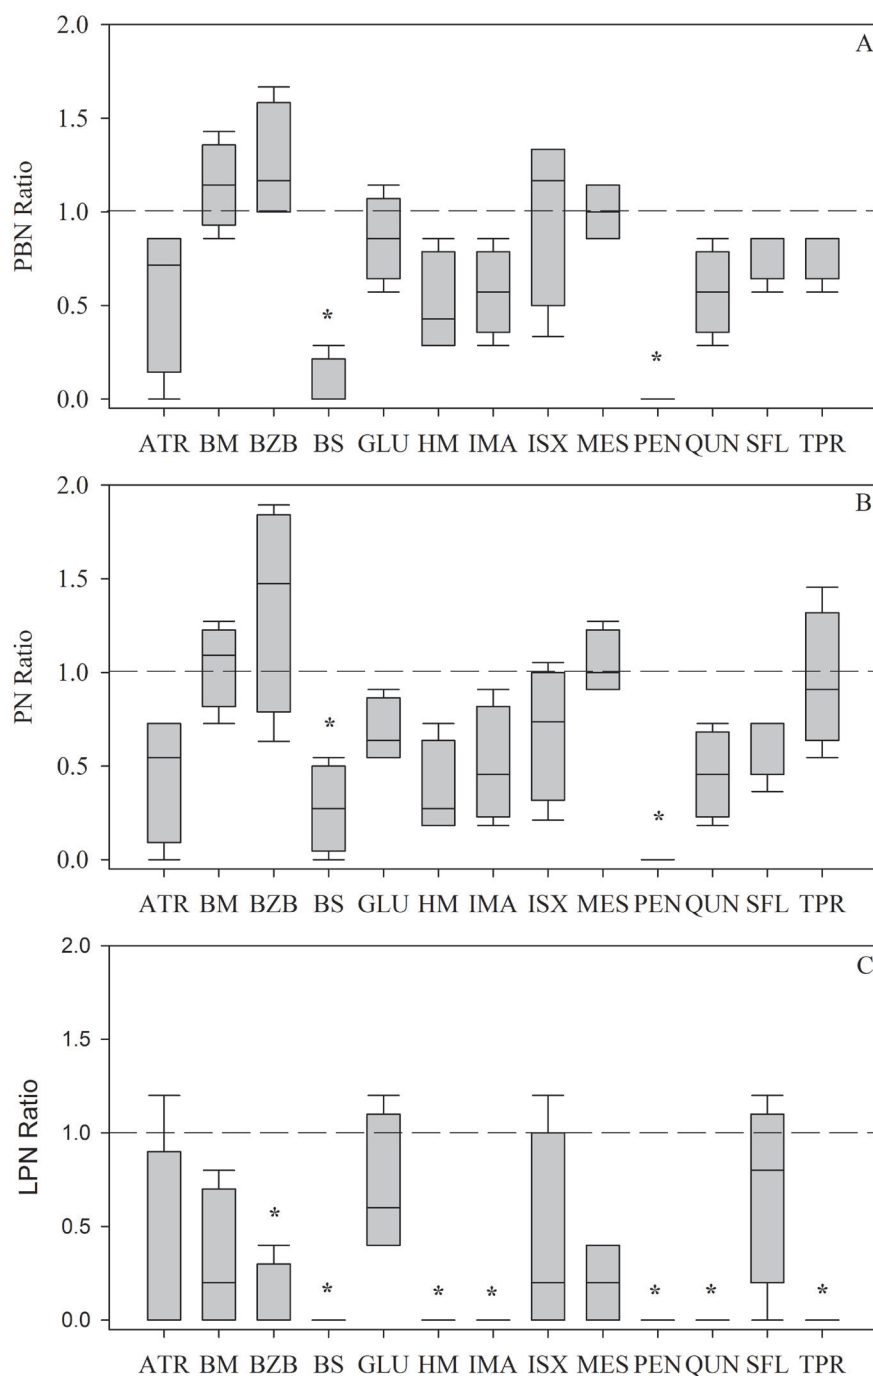 A
2.0
1.5
1.0
0.5
0.0
PBN Ratio
*
*
ATR BM BZB BS GLU HM IMA ISX MES PEN QUN SFL TPR
B
2.0
1.5
1.0
0.5
0.0
PN Ratio
*
*
ATR BM BZB BS GLU HM IMA ISX MES PEN QUN SFL TPR
C
2.0
1.5
1.0
0.5
0.0
LPN Ratio
*
* * * * * *
ATR BM BZB BS GLU HM IMA ISX MES PEN QUN SFL TPR